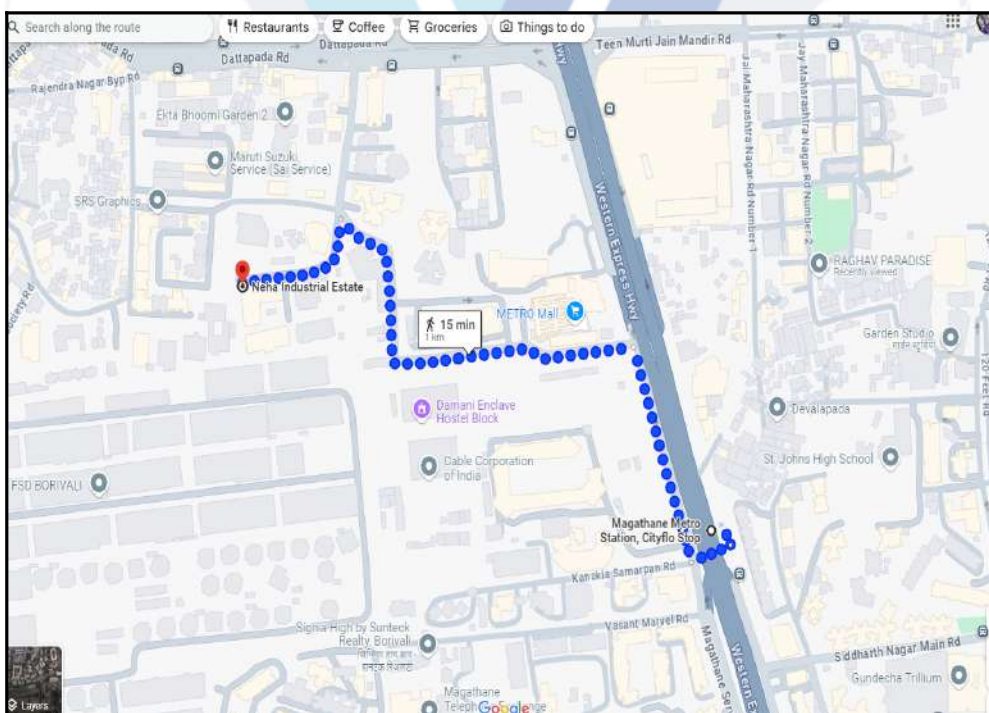 Search along the route
Restaurants
Coffee
Groceries
Things to do
Dattapada Rd
Dattapada Rd
Teen Murti Jain Mandir Rd
Rajendra Nagar Byp Rd
Ekta Bhoomi Garden 2
Maruti Suzuki
Service (Sai Service)
SRS Graphics
Western Express Hwy
Jai Maharashtra Nagar Rd Number 1
Jay Maharashtra Nagar Rd Number 2
RAGHAV PARADISE
Recently viewed
Neha Industrial Estate
15 min
1 km
METRO Mall
Garden Studio
120 Feet Rd
Damani Enclave
Hostel Block
Devalapada
Cable Corporation
of India
St. Johns High School
FSD BORIVALI
Magathane Metro
Station, Cityflo Stop
Kanakia Samarpan Rd
Signia High by Sunteck
Realty, Borivali
Vasant Marvel Rd
Siddharth Nagar Main Rd
Gundecha Trillium
Magathane
Google
Layers